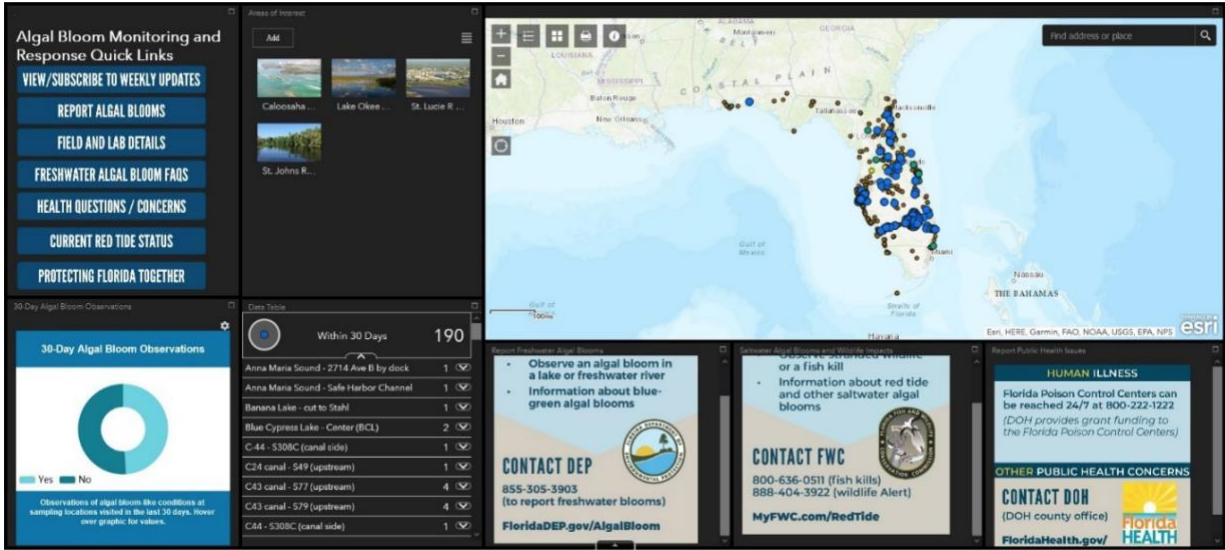 Algal Bloom Monitoring and
Response Quick Links
VIEW/SUBSCRIBE TO WEEKLY UPDATES
REPORT ALGAL BLOOMS
FIELD AND LAB DETAILS
FRESHWATER ALGAL BLOOM FAQS
HEALTH QUESTIONS / CONCERNS
CURRENT RED TIDE STATUS
PROTECTING FLORIDA TOGETHER
Areas of Interest
Add
Caloosaha...
Lake Okee...
St. Lucie R...
St. Johns R...
Find address or place
ALABAMA
GEORGIA
Montgomery
LOUISIANA
MISSISSIPPI
COASTAL PLAIN
Baton Rouge
Tallahassee
Jacksonville
Houston
New Orleans
Gulf of
Mexico
Miami
Nassau
THE BAHAMAS
Straits of
Florida
Havana
100mi
Esri, HERE, Garmin, FAO, NOAA, USGS, EPA, NPS
esri
30-Day Algal Bloom Observations
30-Day Algal Bloom Observations
Yes No
Observations of algal bloom like conditions at
sampling locations visited in the last 30 days. Hover
over graphic for values.
Data Table
Within 30 Days 190
Anna Maria Sound - 2714 Ave B by dock 1
Anna Maria Sound - Safe Harbor Channel 1
Banana Lake - cut to Stahl 1
Blue Cypress Lake - Center (BCL) 2
C-44 - S308C (canal side) 1
C24 canal - S49 (upstream) 1
C43 canal - S77 (upstream) 4
C43 canal - S79 (upstream) 4
C44 - S308C (canal side) 1
Report Freshwater Algal Blooms
• Observe an algal bloom in
a lake or freshwater river
• Information about blue-
green algal blooms
CONTACT DEP
855-305-3903
(to report freshwater blooms)
FloridaDEP.gov/AlgalBloom
Saltwater Algal Blooms and Wildlife Impacts
Observe stranded wildlife
or a fish kill
• Information about red tide
and other saltwater algal
blooms
CONTACT FWC
800-636-0511 (fish kills)
888-404-3922 (wildlife Alert)
MyFWC.com/RedTide
Report Public Health Issues
HUMAN ILLNESS
Florida Poison Control Centers can
be reached 24/7 at 800-222-1222
(DOH provides grant funding to
the Florida Poison Control Centers)
OTHER PUBLIC HEALTH CONCERNS
CONTACT DOH
(DOH county office)
FloridaHealth.gov/
Florida
HEALTH